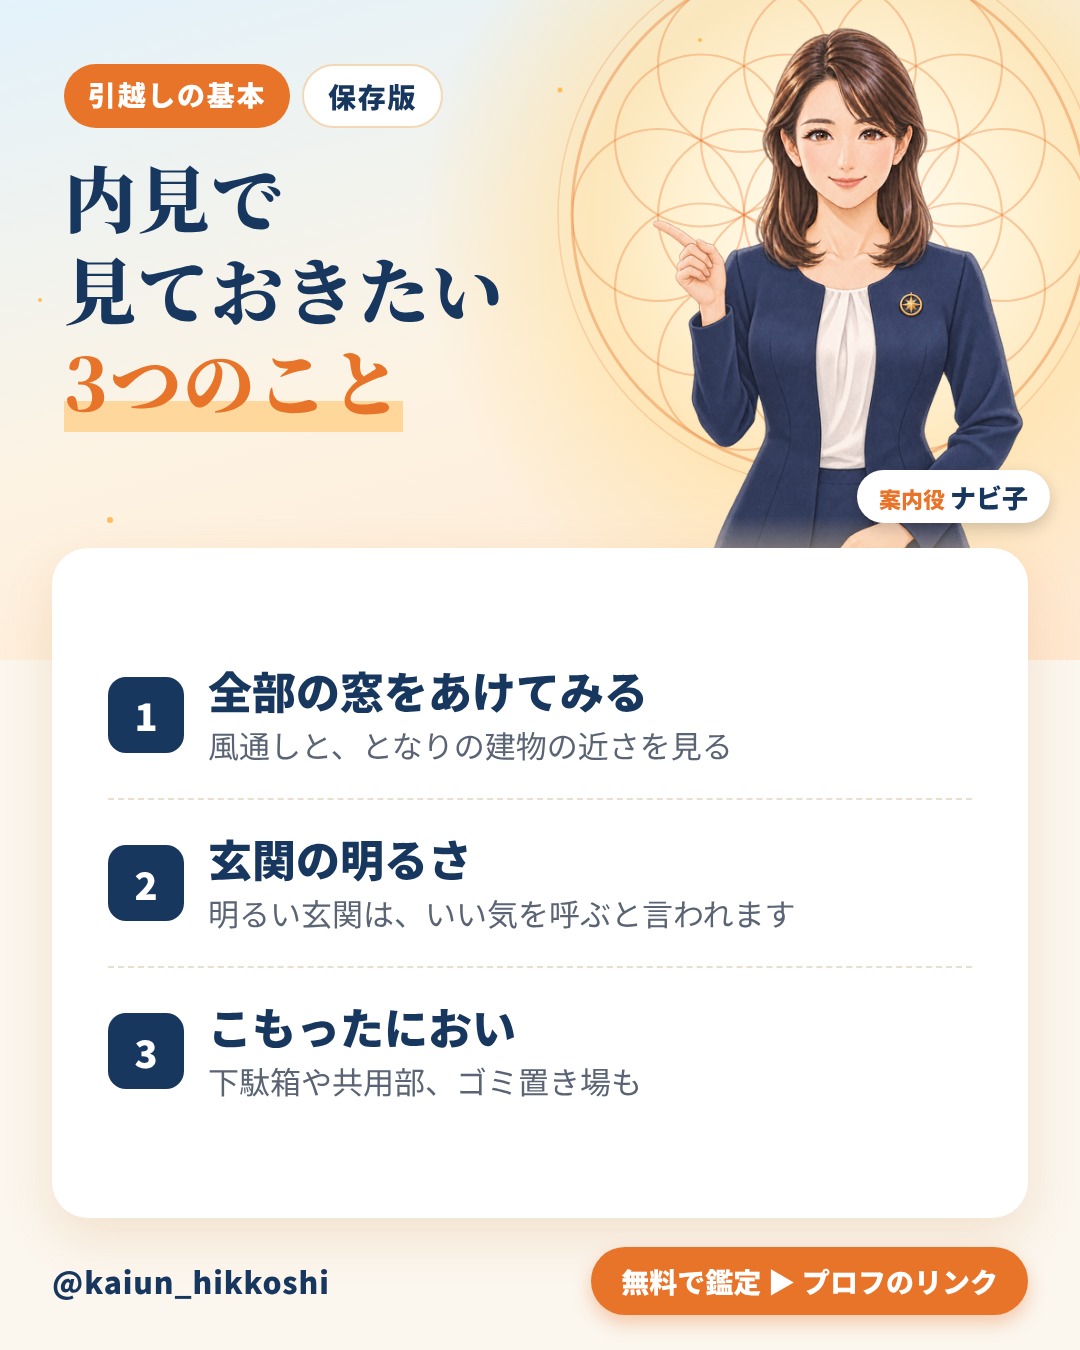 引越しの基本
保存版
内見で
見ておきたい
3つのこと
案内役 ナビ子
1
全部の窓をあけてみる
風通しと、となりの建物の近さを見る
2
玄関の明るさ
明るい玄関は、いい気を呼ぶと言われます
3
こもったにおい
下駄箱や共用部、ゴミ置き場も
@kaiun_hikkoshi
無料で鑑定 ▶ プロフのリンク